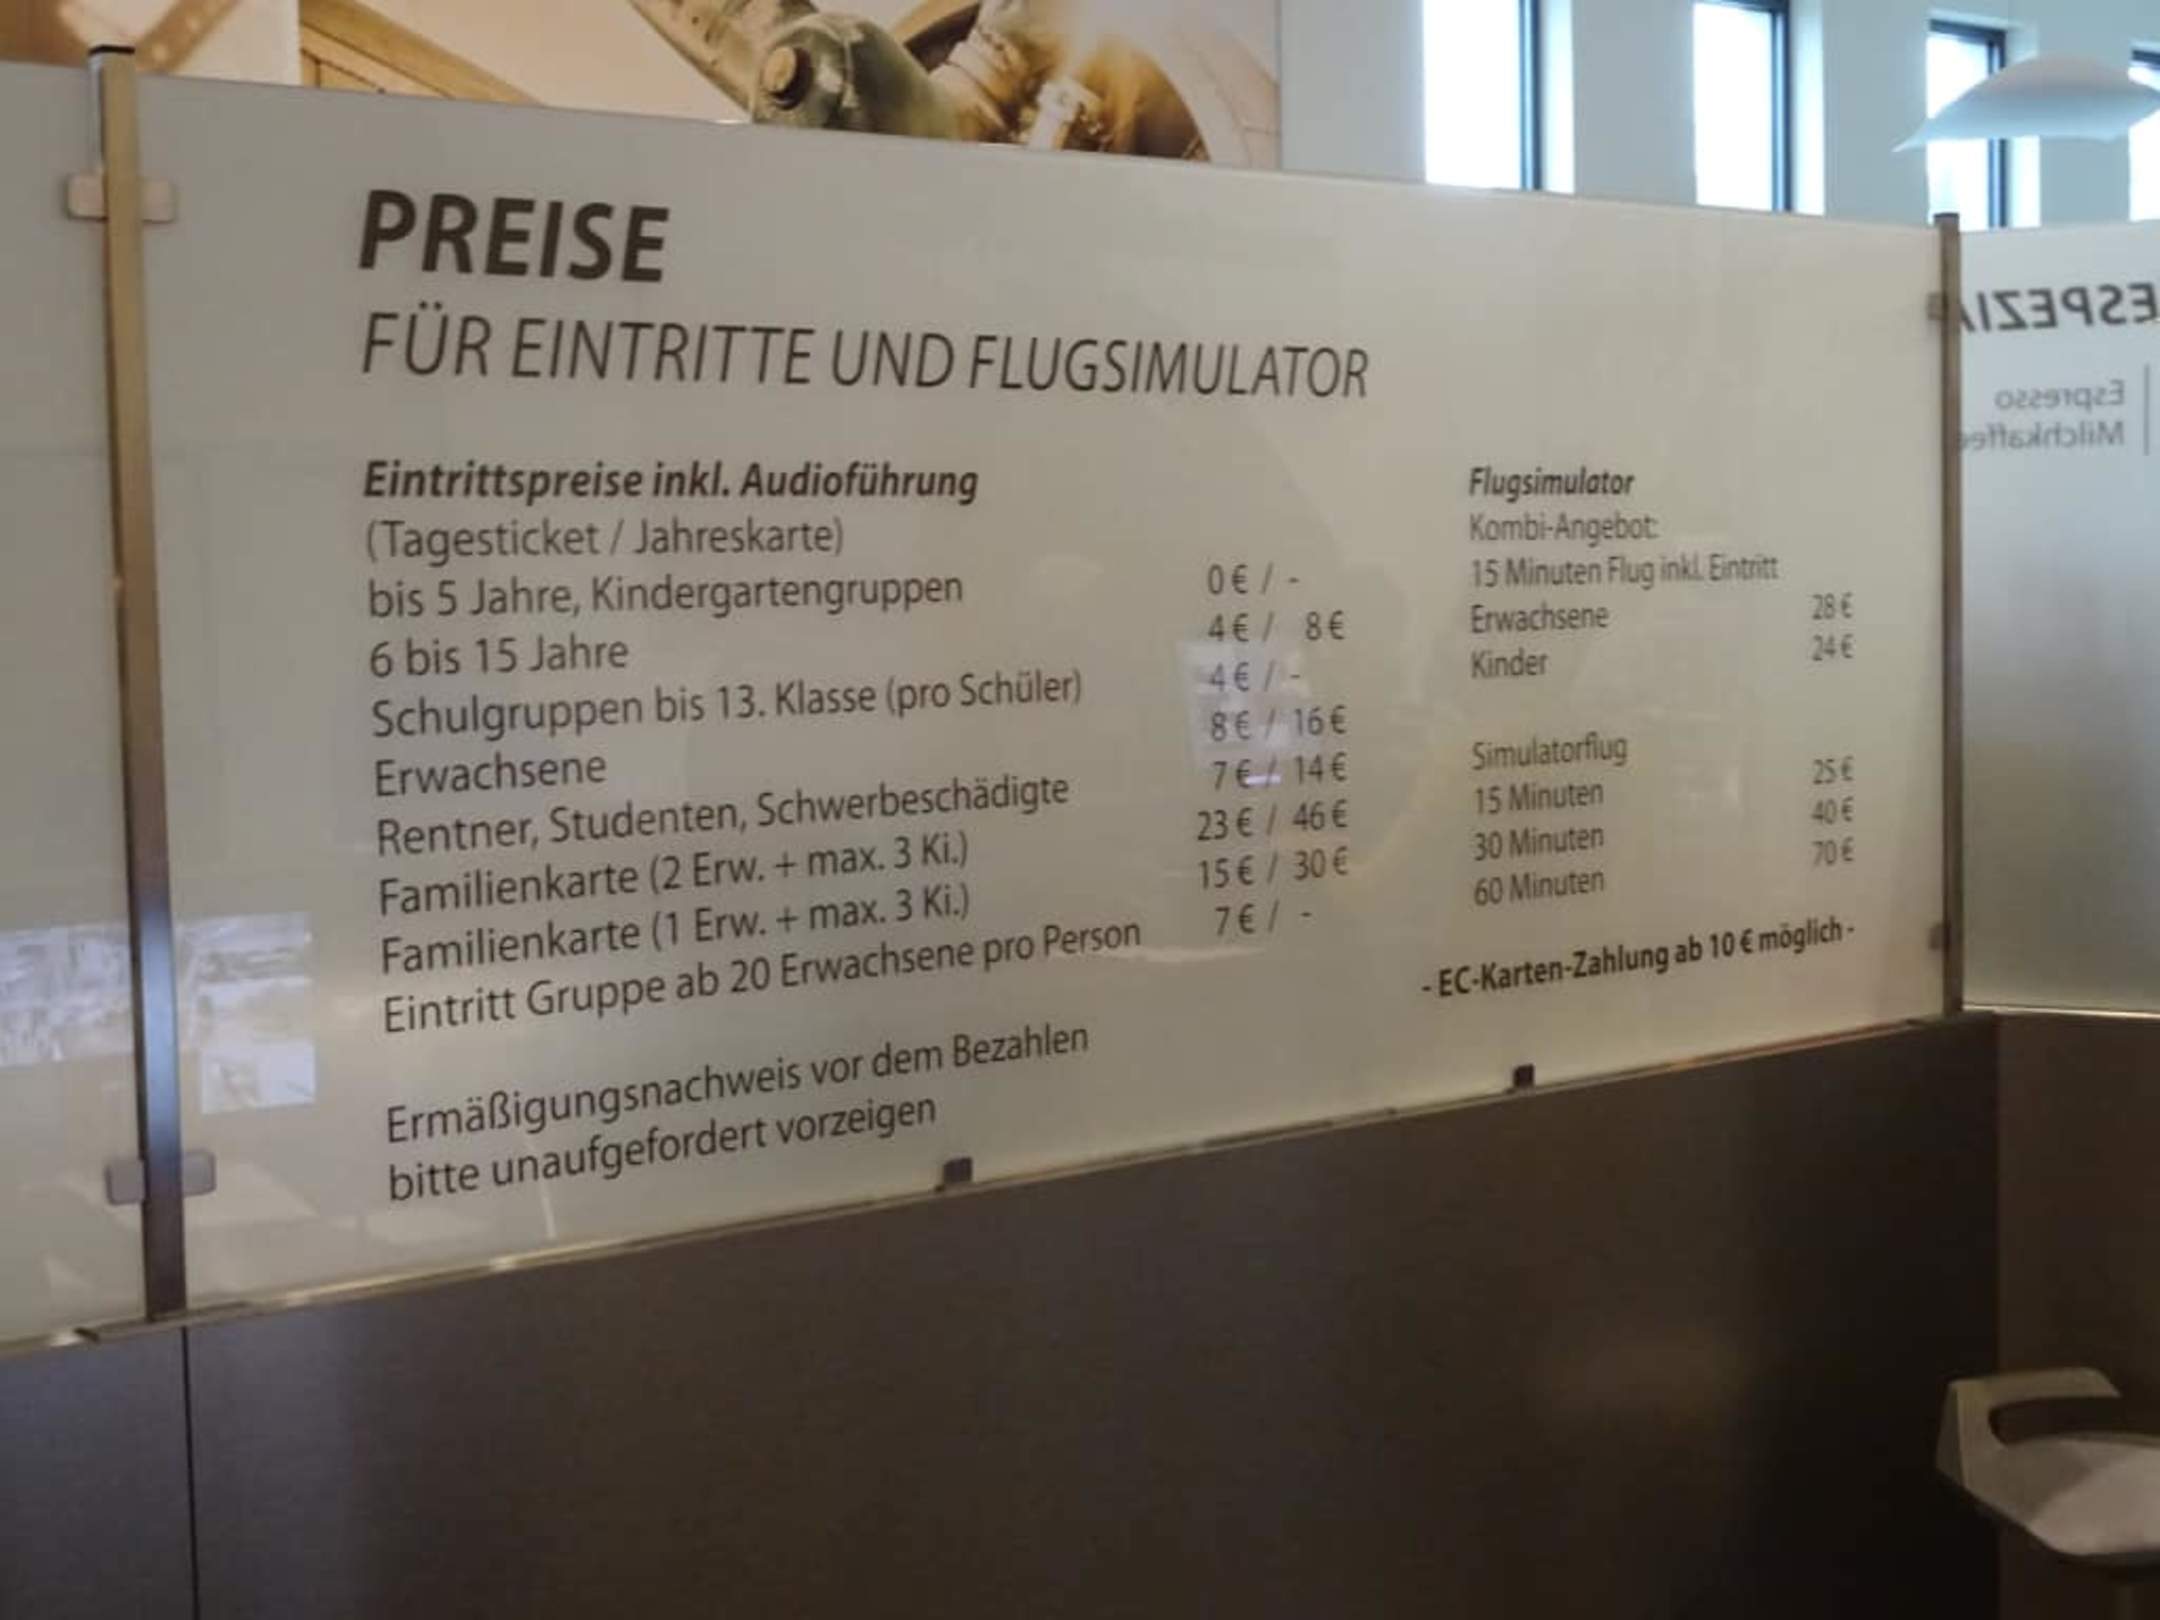 PREISE
FÜR EINTRITTE UND FLUGSIMULATOR
Eintrittspreise inkl. Audioführung
(Tagesticket / Jahreskarte)
bis 5 Jahre, Kindergartengruppen 0 € / -
6 bis 15 Jahre 4 € / 8 €
Schulgruppen bis 13. Klasse (pro Schüler) 4 € / -
Erwachsene 8 € / 16 €
Rentner, Studenten, Schwerbeschädigte 7 € / 14 €
Familienkarte (2 Erw. + max. 3 Ki.) 23 € / 46 €
Familienkarte (1 Erw. + max. 3 Ki.) 15 € / 30 €
Eintritt Gruppe ab 20 Erwachsene pro Person 7 € / -
Ermäßigungsnachweis vor dem Bezahlen
bitte unaufgefordert vorzeigen
Flugsimulator
Kombi-Angebot:
15 Minuten Flug inkl. Eintritt
Erwachsene 28 €
Kinder 24 €
Simulatorflug
15 Minuten 25 €
30 Minuten 40 €
60 Minuten 70 €
- EC-Karten-Zahlung ab 10 € möglich -
Espresso
Milchkaffee